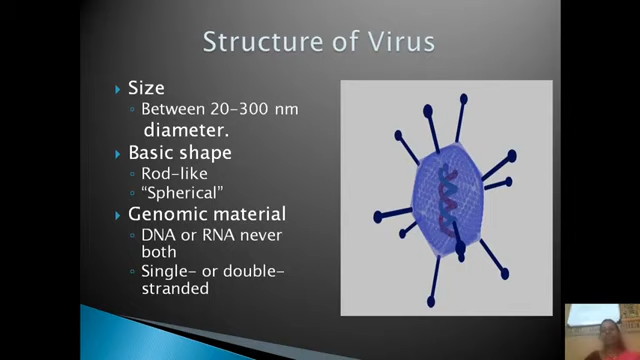 Structure of Virus
Size
Between 20-300 nm
diameter.
Basic shape
Rod-like
“Spherical”
Genomic material
DNA or RNA never
both
Single- or double-
stranded